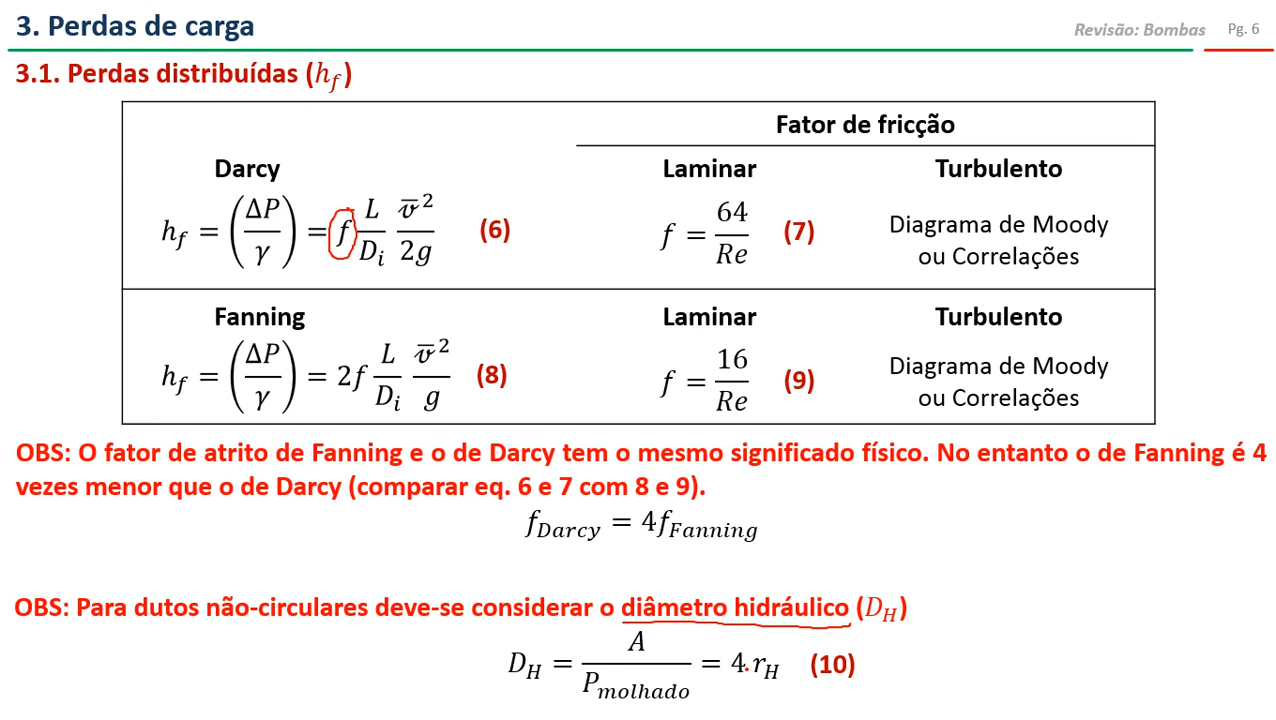 3. Perdas de carga
Revisão: Bombas Pg. 6
3.1. Perdas distribuídas (h_f)
Fator de fricção
Darcy Laminar Turbulento
h_f = (ΔP/γ) = f L/D_i v̅²/2g (6) f = 64/Re (7) Diagrama de Moody
ou Correlações
Fanning Laminar Turbulento
h_f = (ΔP/γ) = 2f L/D_i v̅²/g (8) f = 16/Re (9) Diagrama de Moody
ou Correlações
OBS: O fator de atrito de Fanning e o de Darcy tem o mesmo significado físico. No entanto o de Fanning é 4
vezes menor que o de Darcy (comparar eq. 6 e 7 com 8 e 9).
f_Darcy = 4f_Fanning
OBS: Para dutos não-circulares deve-se considerar o diâmetro hidráulico (D_H)
D_H = A/P_molhado = 4.r_H (10)